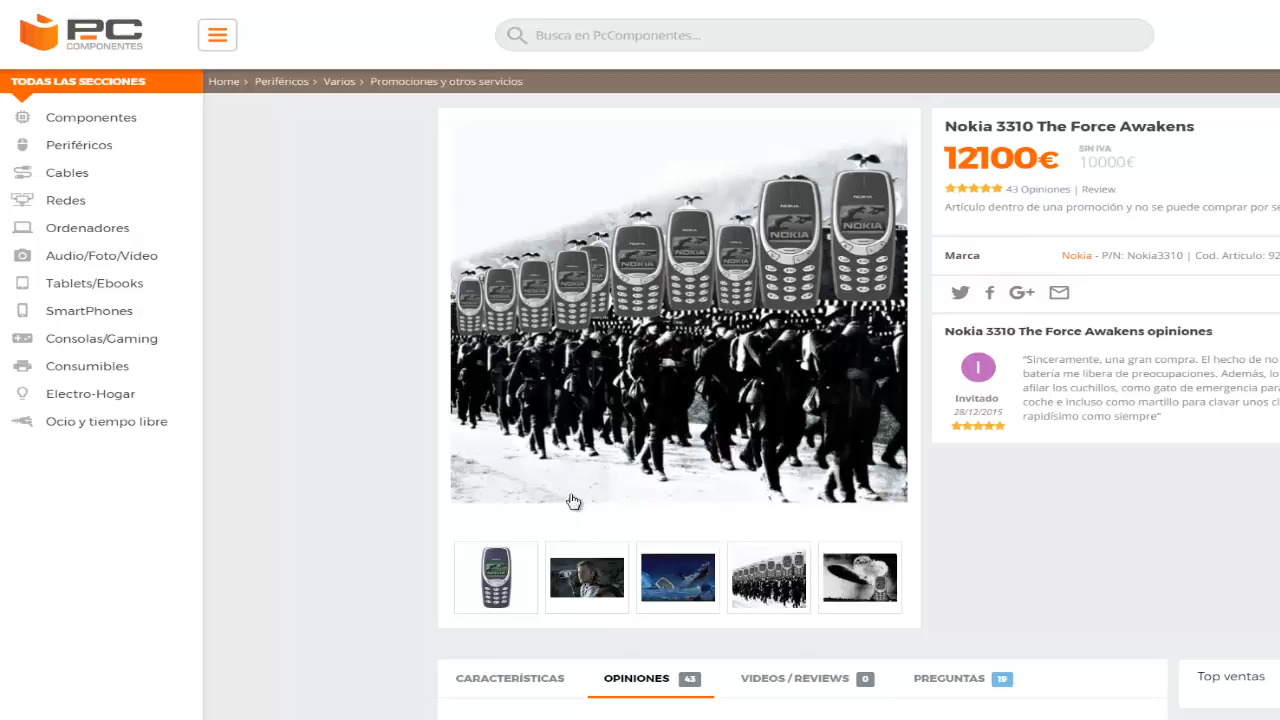 PC
COMPONENTES
Busca en PcComponentes...
TODAS LAS SECCIONES
Home > Periféricos > Varios > Promociones y otros servicios
Componentes
Periféricos
Cables
Redes
Ordenadores
Audio/Foto/Vídeo
Tablets/Ebooks
SmartPhones
Consolas/Gaming
Consumibles
Electro-Hogar
Ocio y tiempo libre
NOKIA
NOKIA
NOKIA
NOKIA
Nokia 3310 The Force Awakens
12100€ SIN IVA
10000€
43 Opiniones | Review
Artículo dentro de una promoción y no se puede comprar por se
Marca Nokia - P/N: Nokia3310 | Cod. Artículo: 92
G+
Nokia 3310 The Force Awakens opiniones
I
Invitado
28/12/2015
"Sinceramente, una gran compra. El hecho de no
batería me libera de preocupaciones. Además, lo
afilar los cuchillos, como gato de emergencia para
coche e incluso como martillo para clavar unos cl
rapidísimo como siempre"
CARACTERÍSTICAS OPINIONES 43 VIDEOS / REVIEWS 0 PREGUNTAS 19
Top ventas